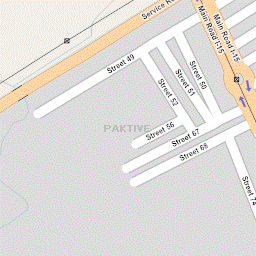 Service Ro
Main Road I-15
Main Road I-15
Street 49
Street 50
Street 51
Street 52
PAKTIVE
Street 56
Street 67
Street 68
Street 74